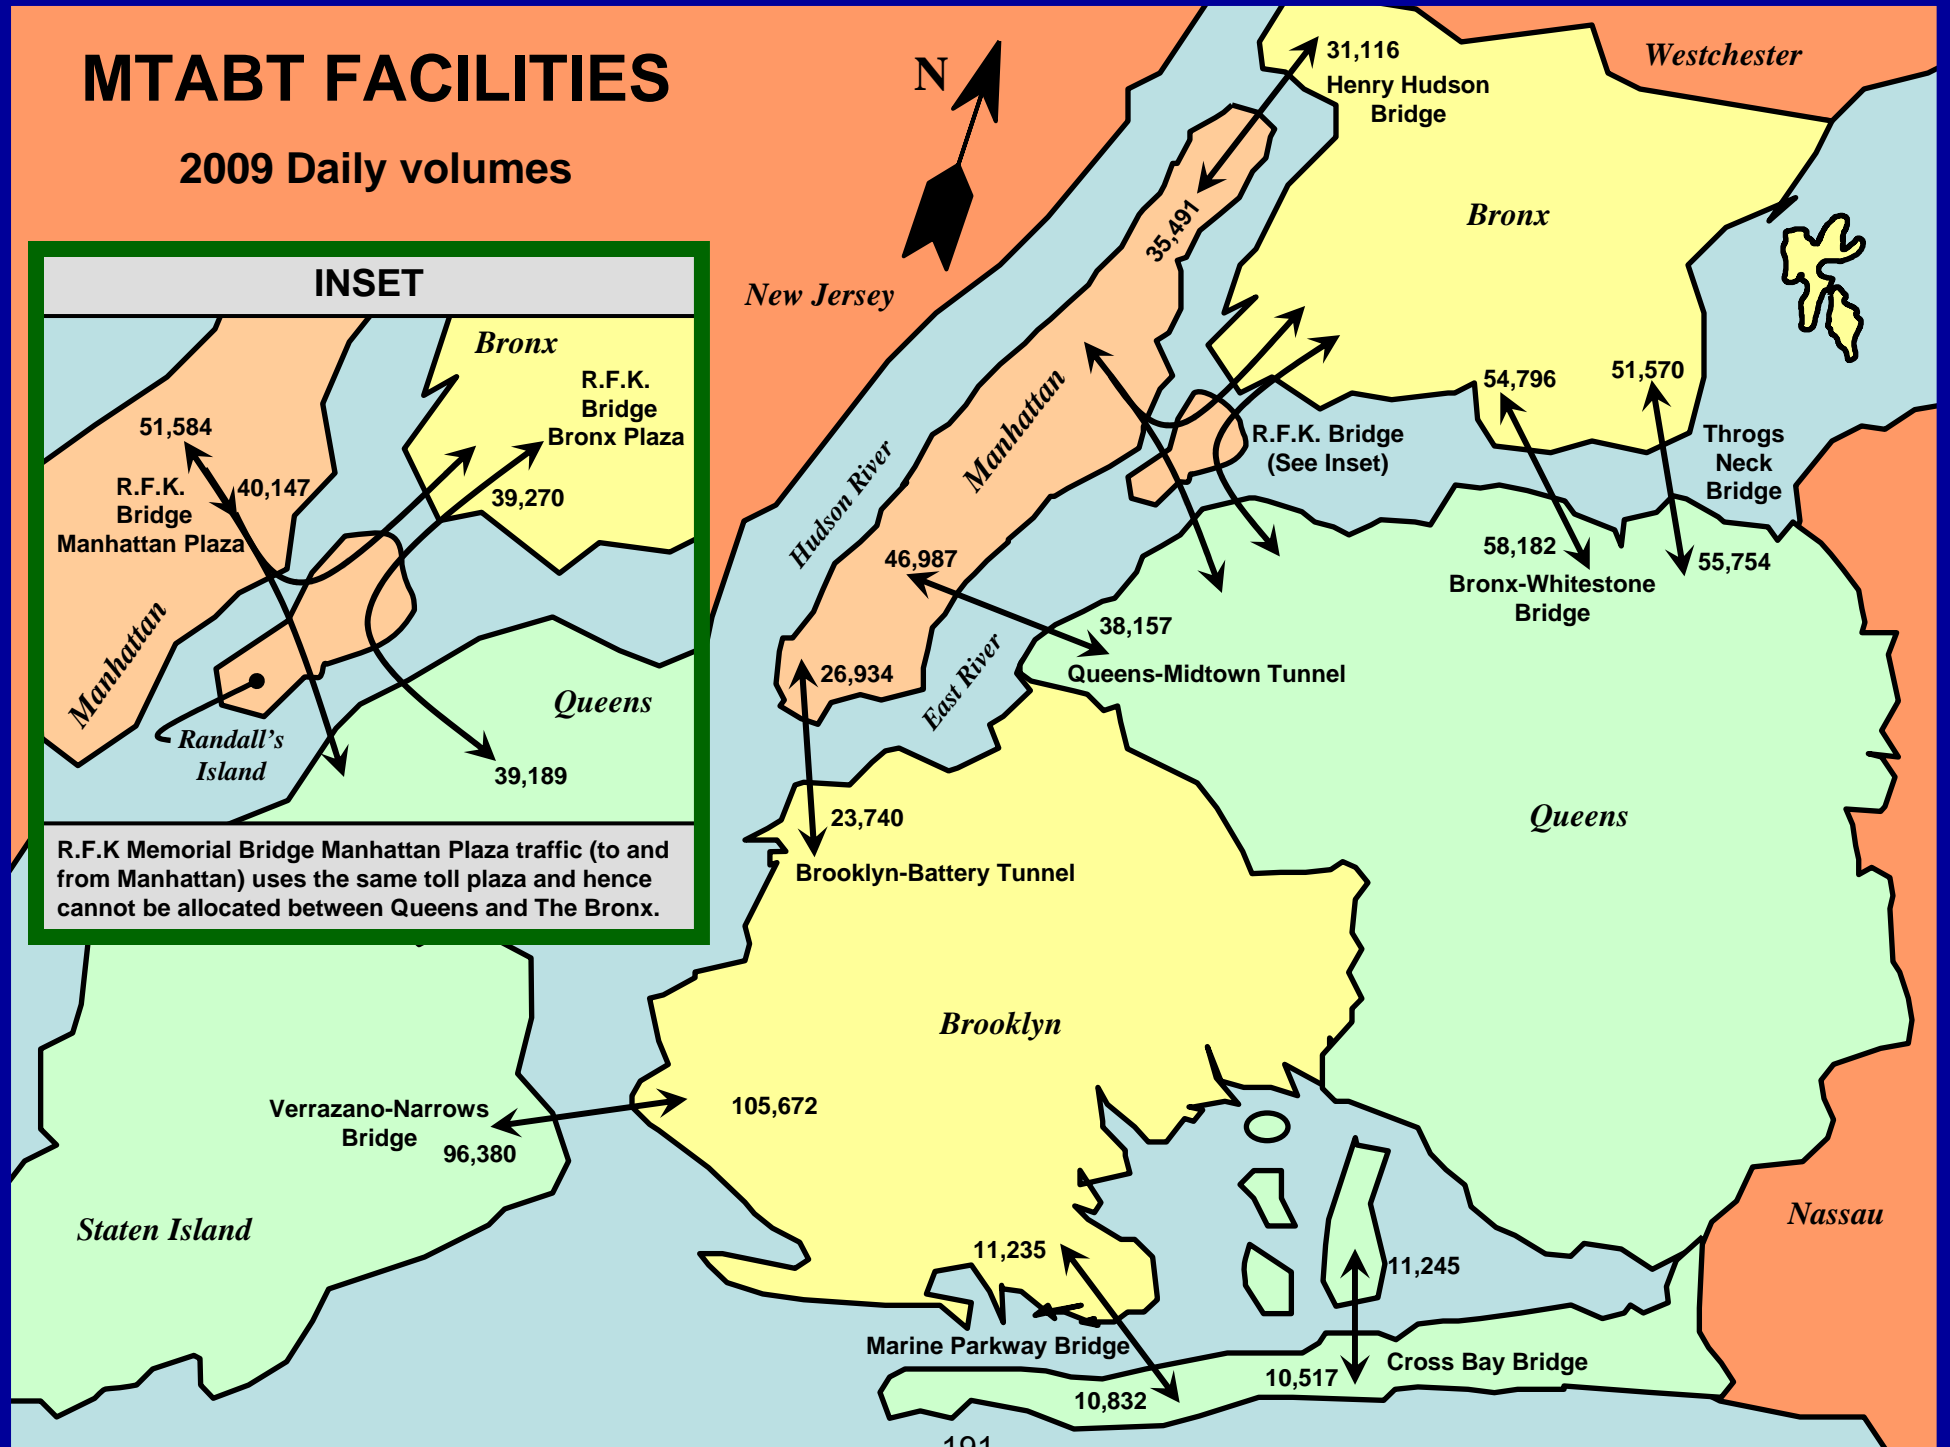 MTABT FACILITIES
2009 Daily volumes
N
31,116
Henry Hudson
Bridge
Westchester
35,491
Bronx
New Jersey
INSET
Bronx
R.F.K.
Bridge
Bronx Plaza
51,584
R.F.K.
Bridge
Manhattan Plaza
40,147
39,270
Manhattan
Queens
Randall's
Island
39,189
R.F.K Memorial Bridge Manhattan Plaza traffic (to and
from Manhattan) uses the same toll plaza and hence
cannot be allocated between Queens and The Bronx.
Manhattan
Hudson River
R.F.K. Bridge
(See Inset)
54,796
51,570
Throgs
Neck
Bridge
46,987
58,182
Bronx-Whitestone
Bridge
55,754
38,157
Queens-Midtown Tunnel
East River
26,934
23,740
Brooklyn-Battery Tunnel
Queens
Brooklyn
Verrazano-Narrows
Bridge
105,672
96,380
Staten Island
Nassau
11,235
11,245
Marine Parkway Bridge
Cross Bay Bridge
10,517
10,832
191